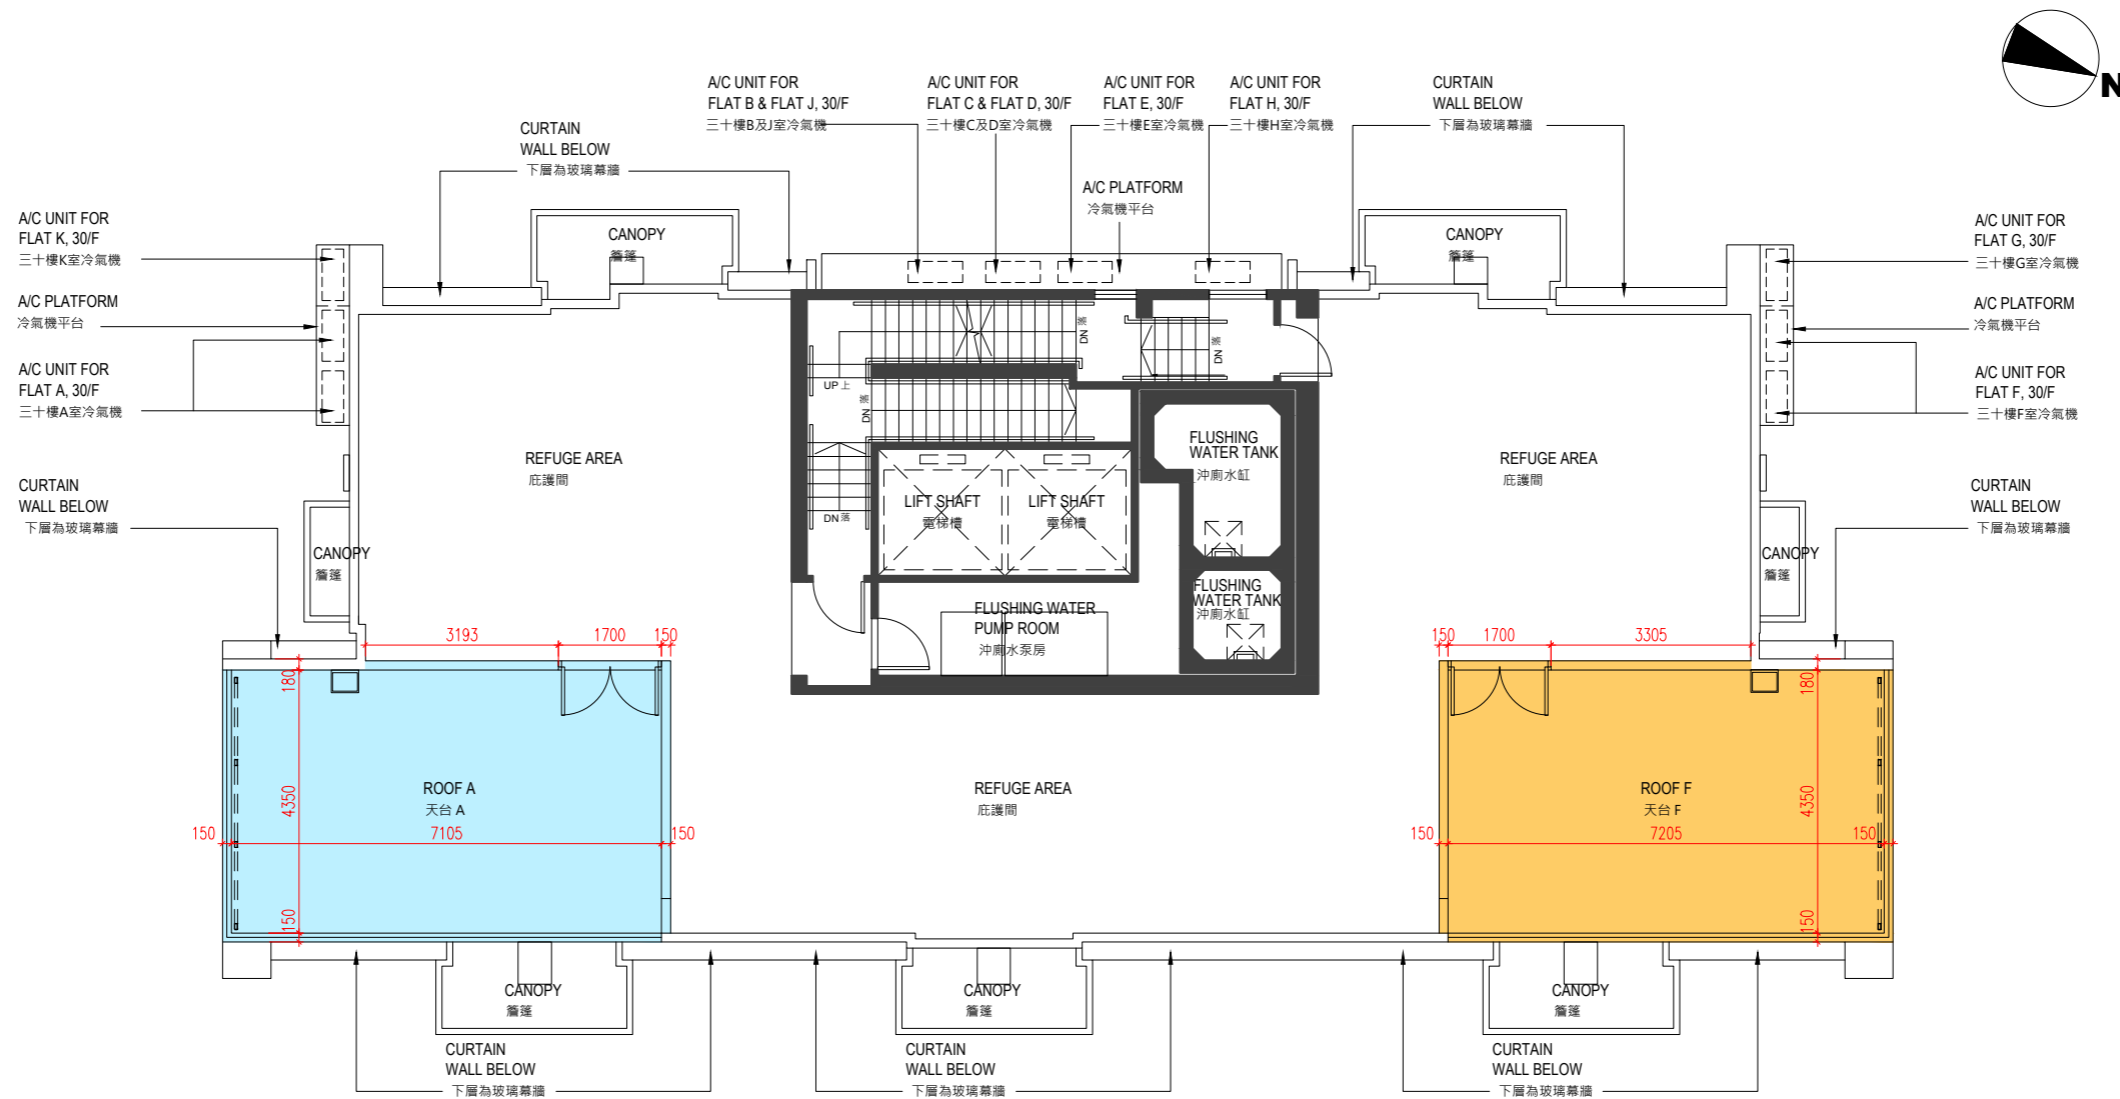 N
A/C UNIT FOR
FLAT B & FLAT J, 30/F
三十樓B及J室冷氣機
A/C UNIT FOR
FLAT C & FLAT D, 30/F
三十樓C及D室冷氣機
A/C UNIT FOR
FLAT E, 30/F
三十樓E室冷氣機
A/C UNIT FOR
FLAT H, 30/F
三十樓H室冷氣機
CURTAIN
WALL BELOW
下層為玻璃幕牆
CURTAIN
WALL BELOW
下層為玻璃幕牆
A/C PLATFORM
冷氣機平台
A/C UNIT FOR
FLAT K, 30/F
三十樓K室冷氣機
CANOPY
簷篷
CANOPY
簷篷
A/C UNIT FOR
FLAT G, 30/F
三十樓G室冷氣機
A/C PLATFORM
冷氣機平台
A/C PLATFORM
冷氣機平台
A/C UNIT FOR
FLAT A, 30/F
三十樓A室冷氣機
A/C UNIT FOR
FLAT F, 30/F
三十樓F室冷氣機
DN 落
DN 落
UP 上
DN 落
DN 落
REFUGE AREA
庇護間
FLUSHING
WATER TANK
沖廁水缸
REFUGE AREA
庇護間
CURTAIN
WALL BELOW
下層為玻璃幕牆
LIFT SHAFT
電梯槽
LIFT SHAFT
電梯槽
CURTAIN
WALL BELOW
下層為玻璃幕牆
CANOPY
簷篷
CANOPY
簷篷
FLUSHING
WATER TANK
沖廁水缸
FLUSHING WATER
PUMP ROOM
沖廁水泵房
3193
1700
150
150
1700
3305
180
180
ROOF A
天台 A
REFUGE AREA
庇護間
ROOF F
天台 F
4350
4350
150
7105
150
150
7205
150
150
150
CANOPY
簷篷
CANOPY
簷篷
CANOPY
簷篷
CURTAIN
WALL BELOW
下層為玻璃幕牆
CURTAIN
WALL BELOW
下層為玻璃幕牆
CURTAIN
WALL BELOW
下層為玻璃幕牆